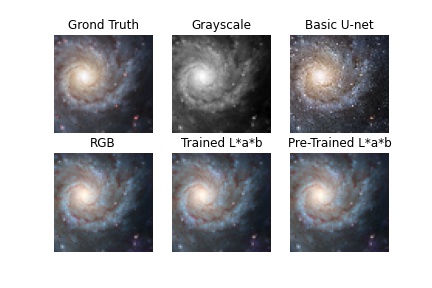 Grond Truth
Grayscale
Basic U-net
RGB
Trained L*a*b
Pre-Trained L*a*b